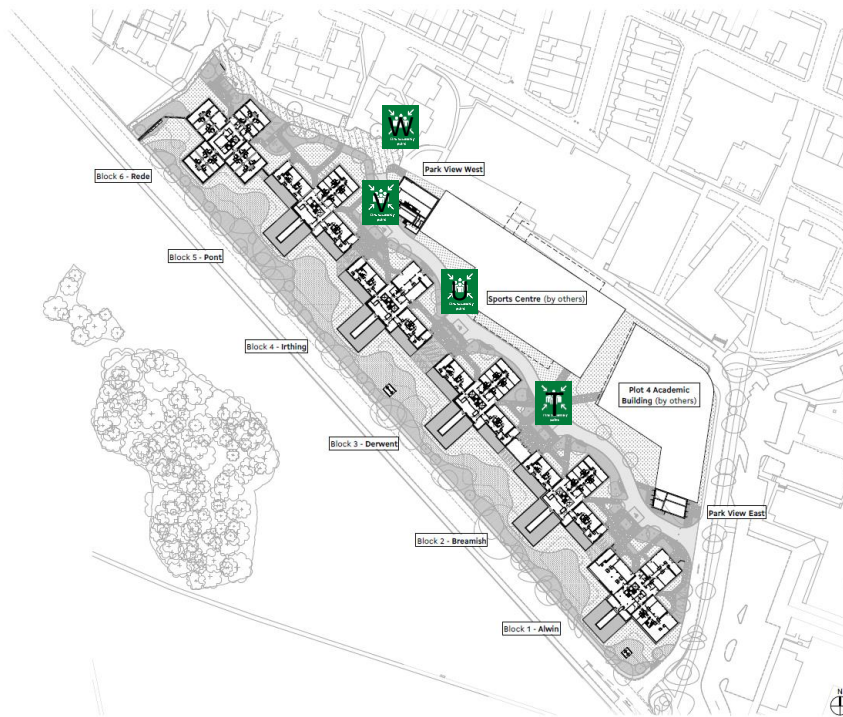 W
Park View West
Block 6 - Rede
V
Block 5 - Pont
U
Sports Centre (by others)
Block 4 - Irthing
Plot 4 Academic
Building (by others)
T
Block 3 - Derwent
Park View East
Block 2 - Breamish
Block 1 - Alwin
N